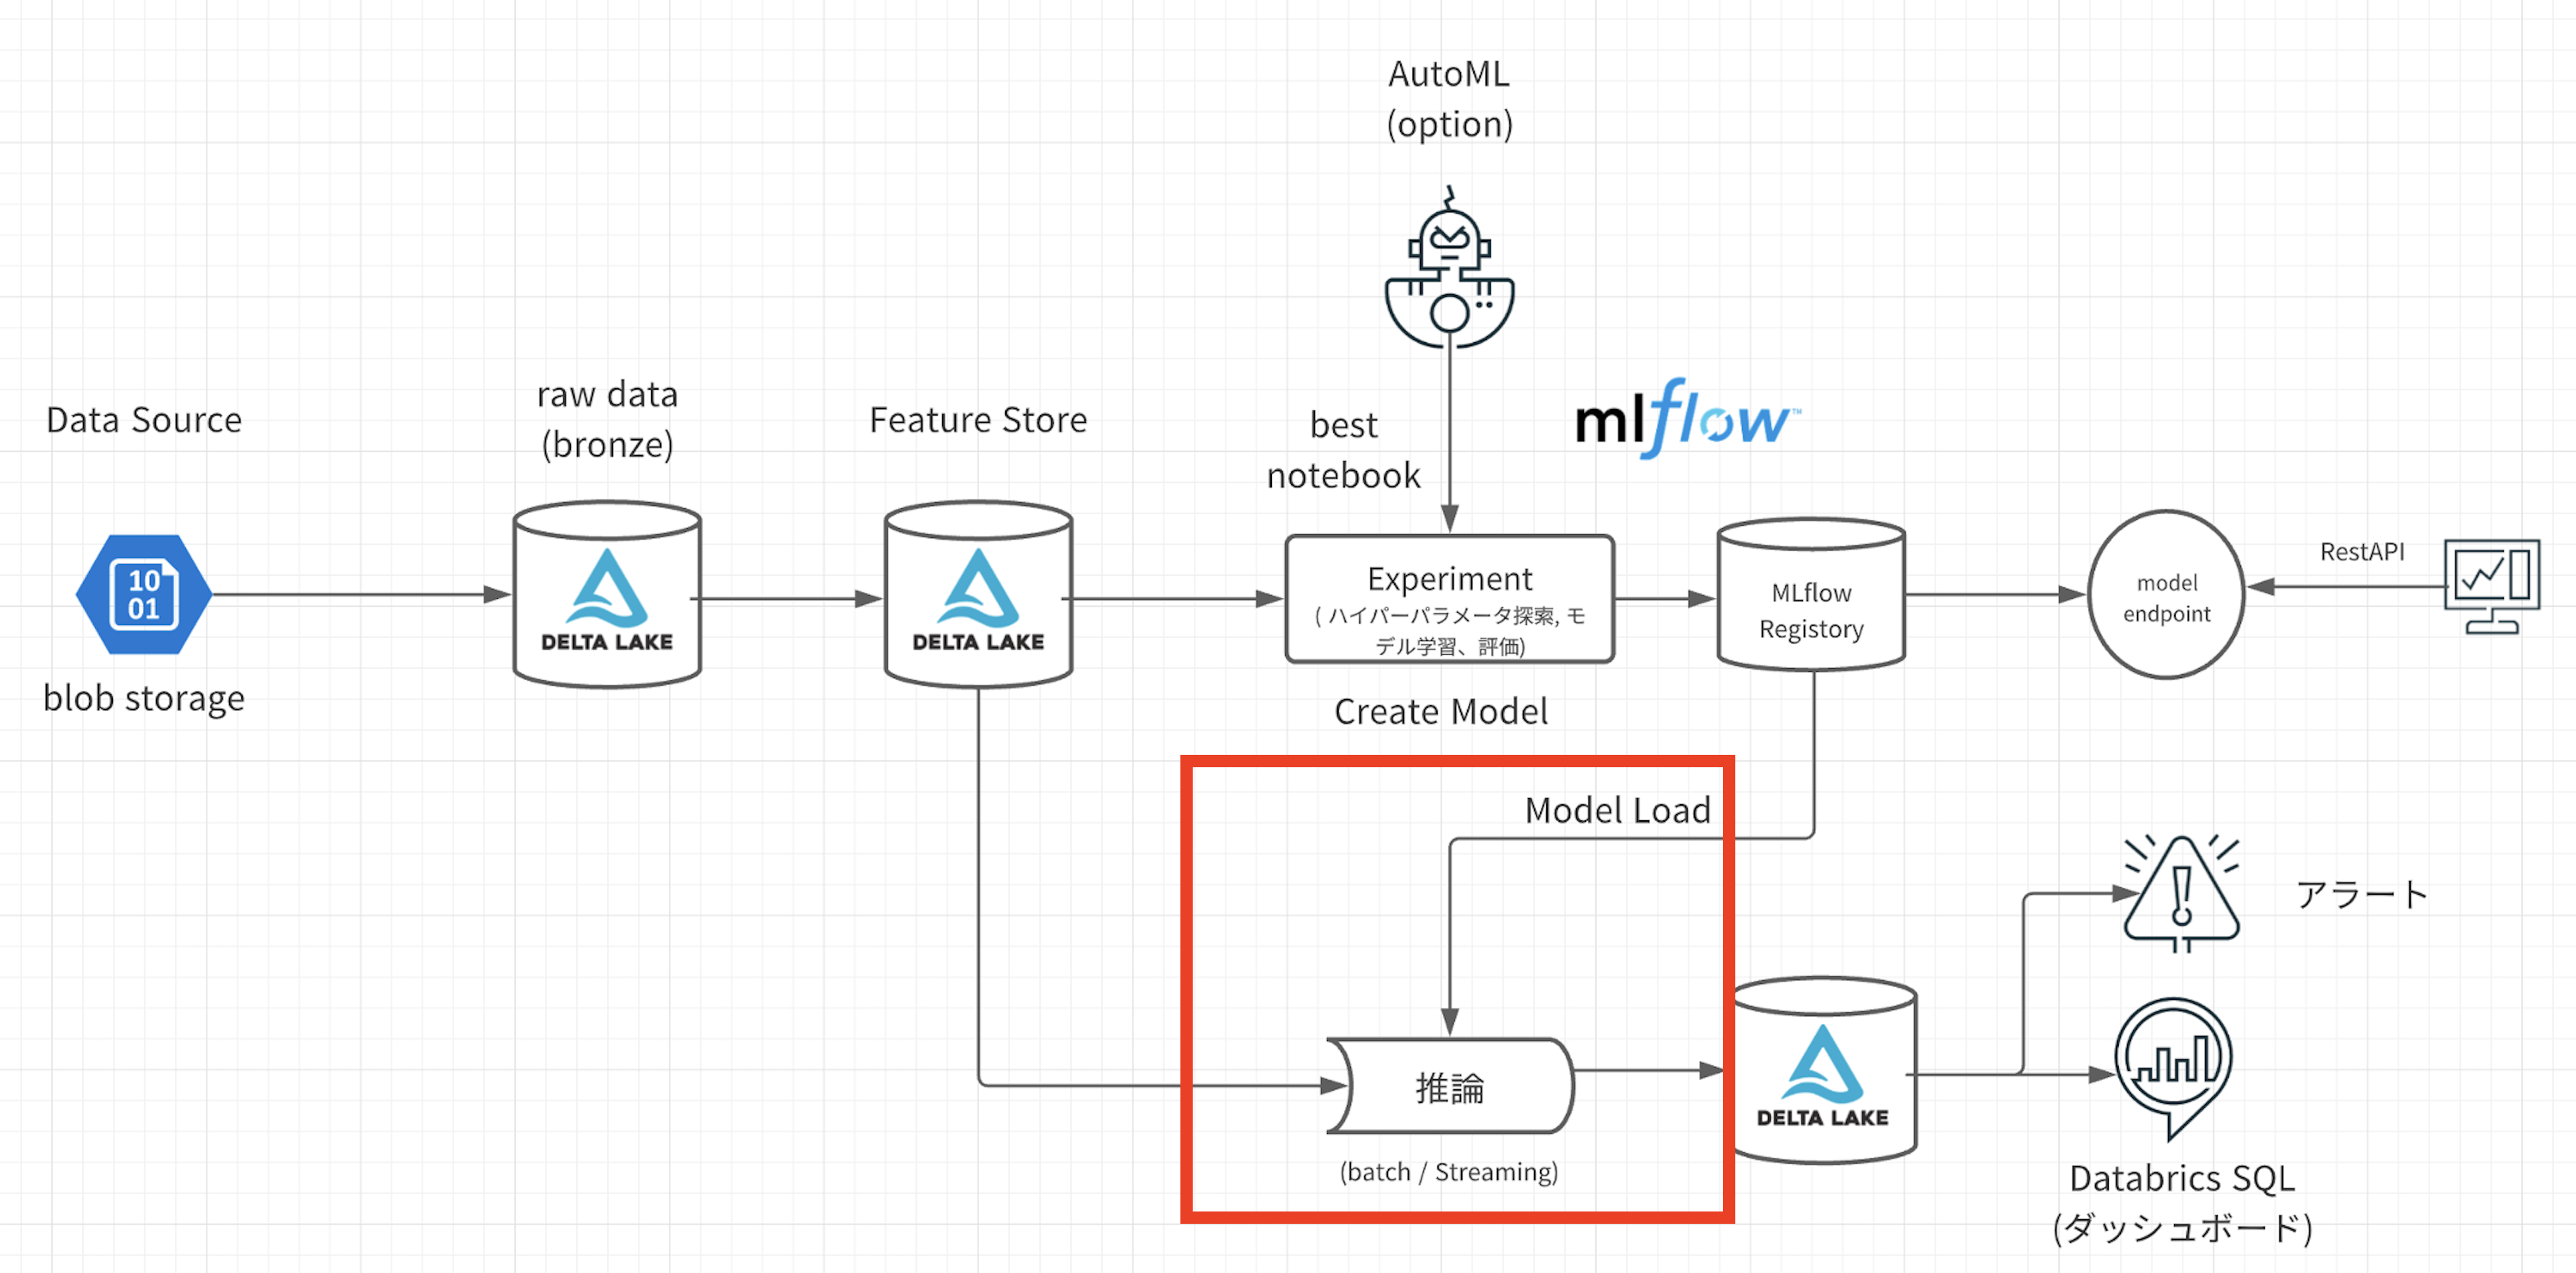 AutoML
(option)
best
notebook
mlflow™
Data Source
raw data
(bronze)
Feature Store
10
01
blob storage
DELTA LAKE
DELTA LAKE
Experiment
( ハイパーパラメータ探索, モ
デル学習、評価)
Create Model
MLflow
Registory
model
endpoint
RestAPI
Model Load
推論
(batch / Streaming)
DELTA LAKE
アラート
Databrics SQL
(ダッシュボード)